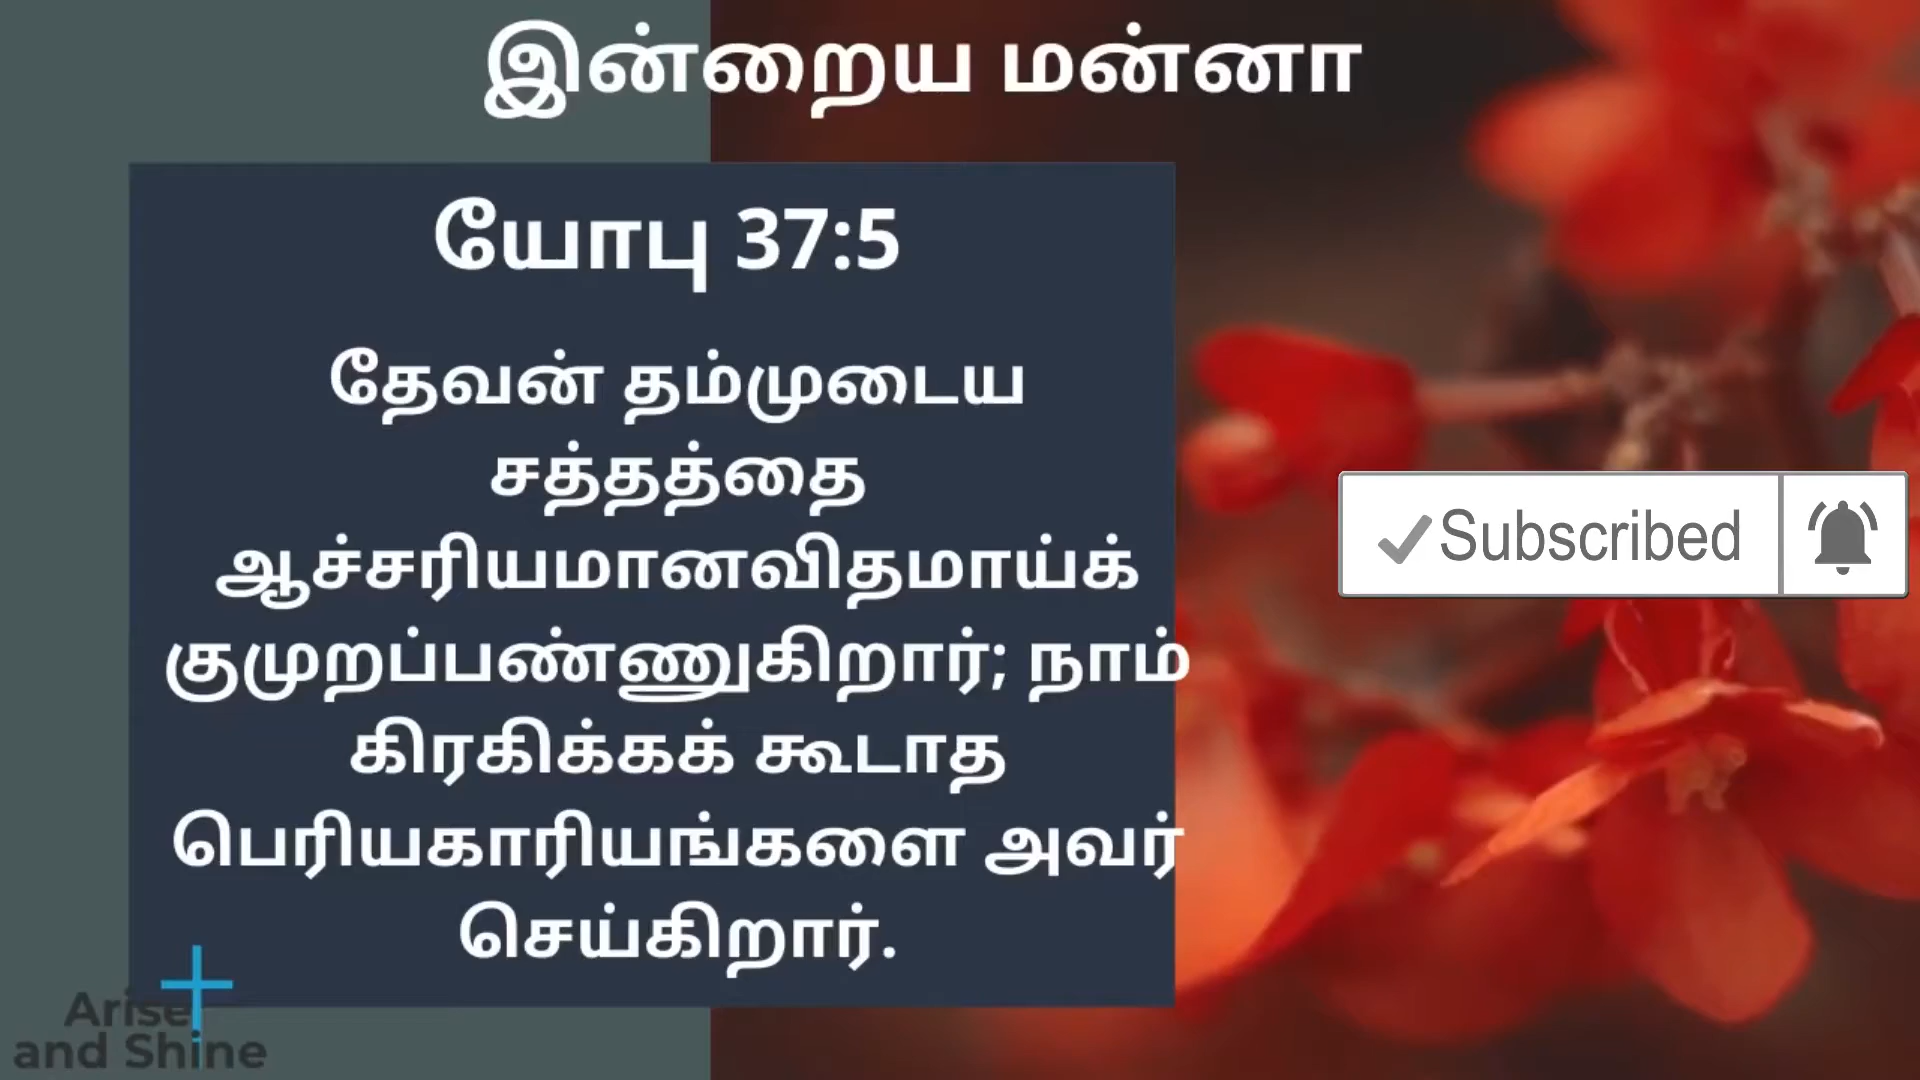 இன்றைய மன்னா
யோபு 37:5
தேவன் தம்முடைய
சத்தத்தை
ஆச்சரியமானவிதமாய்க்
குமுறப்பண்ணுகிறார்; நாம்
கிரகிக்கக் கூடாத
பெரியகாரியங்களை அவர்
செய்கிறார்.
Subscribed
Arise
and Shine